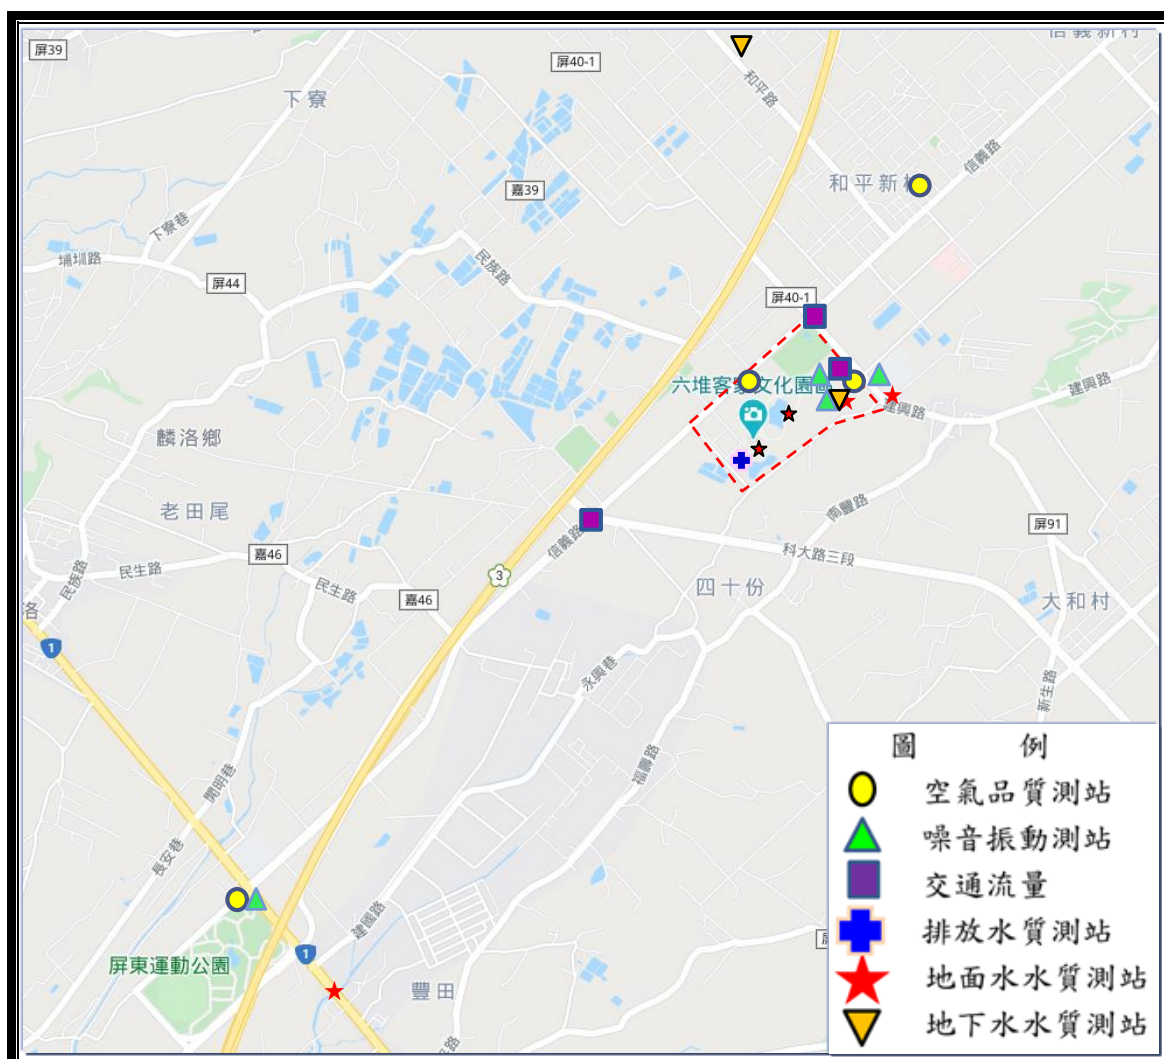 屏39
屏40-1
信義新村
下寮
和平路
嘉39
信義路
下寮巷
埔圳路
民族路
屏44
屏40-1
六堆客家文化園區
建興路
建興路
麟洛鄉
老田尾
南豐路
屏91
嘉46
信義路
科大路三段
民生路
民族路
3
四十份
民生路
嘉46
大和村
洛
1
永興巷
新生路
福壽路
開明巷
長安巷
建國路
1
屏東運動公園
豐田
圖 例
空氣品質測站
噪音振動測站
交通流量
排放水質測站
地面水水質測站
地下水水質測站